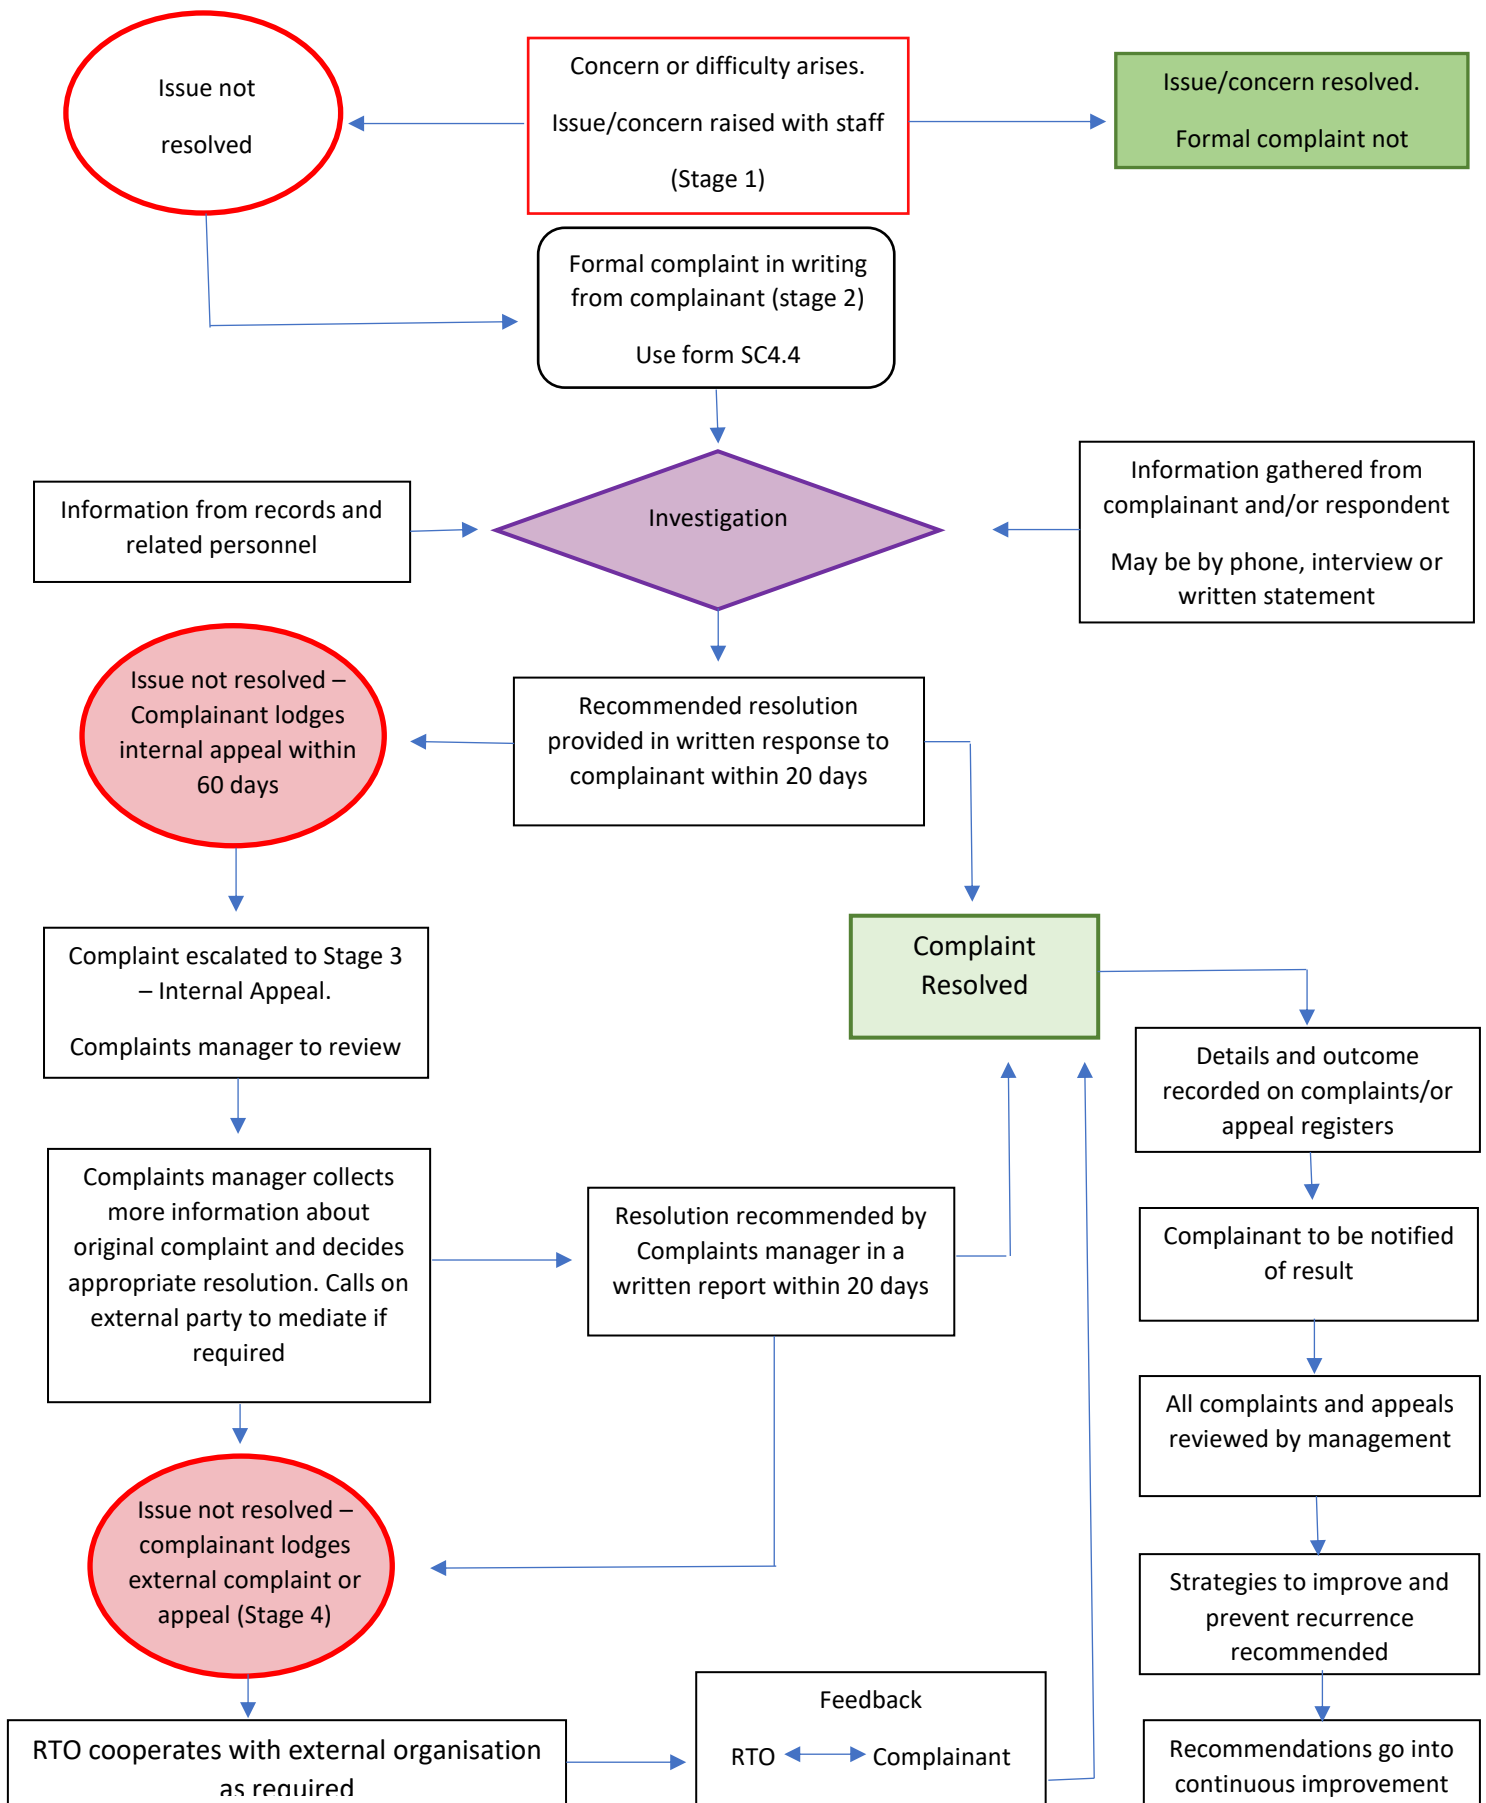 Issue not
resolved
Concern or difficulty arises.
Issue/concern raised with staff
(Stage 1)
Issue/concern resolved.
Formal complaint not
Formal complaint in writing
from complainant (stage 2)
Use form SC4.4
Information from records and
related personnel
Investigation
Information gathered from
complainant and/or respondent
May be by phone, interview or
written statement
Issue not resolved –
Complainant lodges
internal appeal within
60 days
Recommended resolution
provided in written response to
complainant within 20 days
Complaint escalated to Stage 3
– Internal Appeal.
Complaints manager to review
Complaint
Resolved
Details and outcome
recorded on complaints/or
appeal registers
Complaints manager collects
more information about
original complaint and decides
appropriate resolution. Calls on
external party to mediate if
required
Resolution recommended by
Complaints manager in a
written report within 20 days
Complainant to be notified
of result
All complaints and appeals
reviewed by management
Issue not resolved –
complainant lodges
external complaint or
appeal (Stage 4)
Strategies to improve and
prevent recurrence
recommended
RTO cooperates with external organisation
as required
Feedback
RTO Complainant
Recommendations go into
continuous improvement